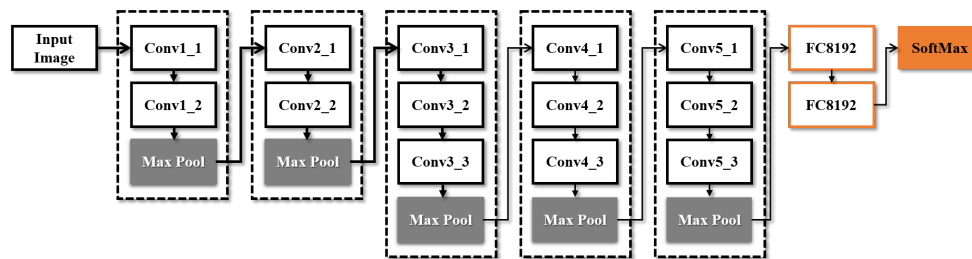 Input
Image
Conv1_1
Conv1_2
Max Pool
Conv2_1
Conv2_2
Max Pool
Conv3_1
Conv3_2
Conv3_3
Max Pool
Conv4_1
Conv4_2
Conv4_3
Max Pool
Conv5_1
Conv5_2
Conv5_3
Max Pool
FC8192
FC8192
SoftMax